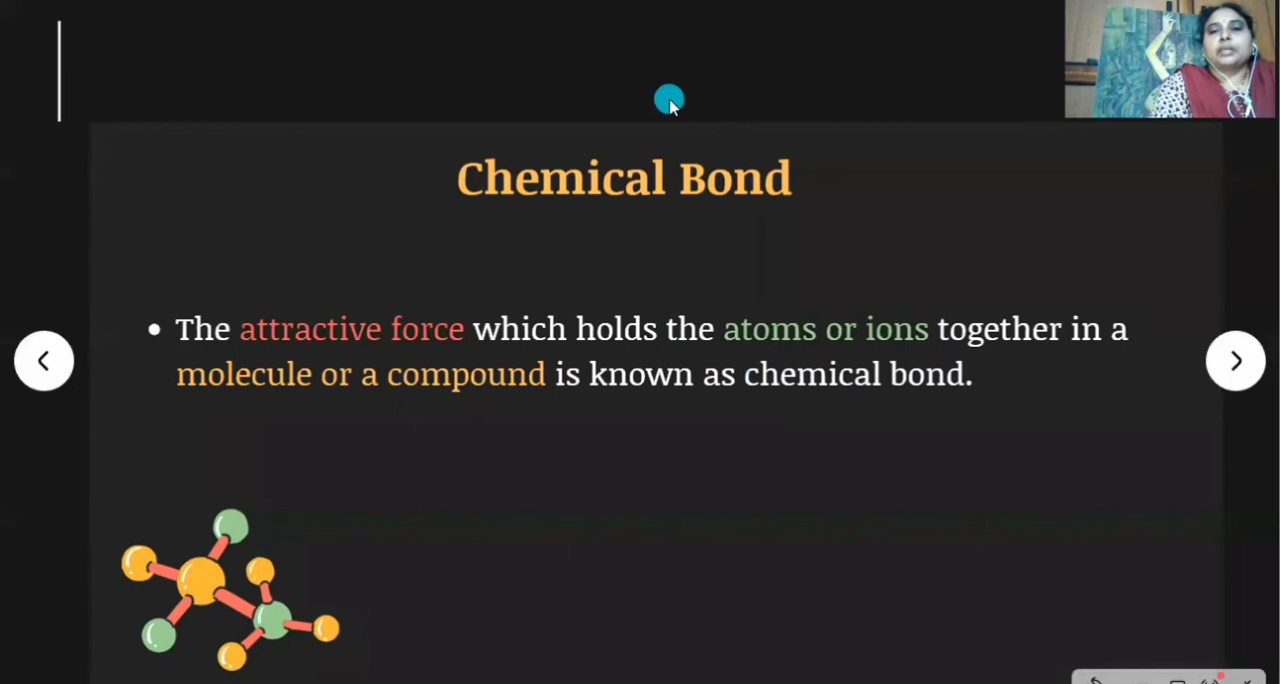 Chemical Bond
• The attractive force which holds the atoms or ions together in a
molecule or a compound is known as chemical bond.